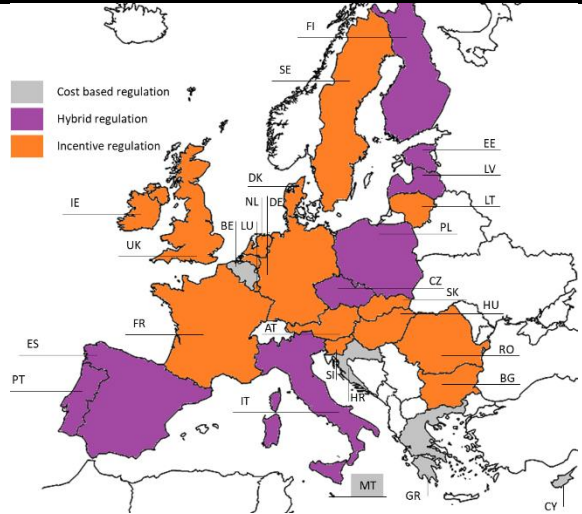 FI
SE
Cost based regulation
Hybrid regulation
Incentive regulation
EE
LV
DK
NL
DE
LT
IE
BE
LU
PL
UK
CZ
SK
HU
FR
AT
RO
ES
SI
BG
PT
HR
IT
MT
GR
CY